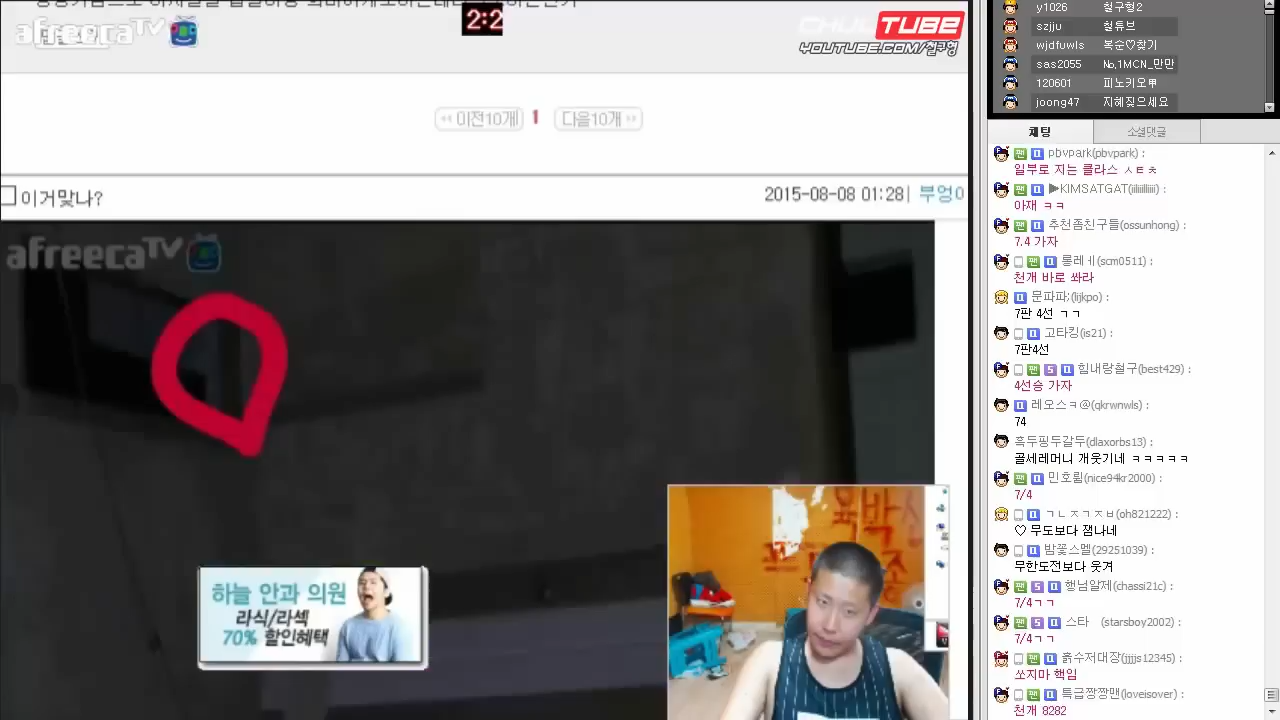 afreecaTV
2:2
CHULTUBE
YOUTUBE.COM/철구형
이전10개
1
다음10개
이거맞나?
2015-08-08 01:28| 부엉이
afreecaTV
하늘 안과 의원
라식/라섹
70% 할인혜택
y1026 철구형2
szjju 철튜브
wjdfuwls 복순♡찾기
sas2055 №,1MCN_만만
120601 피노키오甲
joongi7 지혜짖ㅡ세요
채팅 소셜댓글
pbvpark(pbvpark) :
일부로 지는 클라스 ㅅㅌㅊ
▶KIMSATGAT(iiliilliiii) :
아재 ㅋㅋ
추천좀친구들(ossunhong) :
7.4 가자
롱레ㅔ(scm0511) :
천개 바로 쏴라
문파파;(lijkpo) :
7판 4선 ㄱㄱ
고타킹(is21) :
7판4선
힘내랑철구(best429) :
4선승 가자
레오스ㅋ@(qkrwnwls) :
74
흑두핑두갈두(dlaxorbs13) :
골세레머니 개웃기네 ㅋㅋㅋㅋㅋ
민호림(nice94kr2000) :
7/4
ㄱㄴㅈㄱㅈㅂ(oh821222) :
♡ 무도보다 잼나네
밤꽃스멜(29251039) :
무한도전보다 웃겨
행님알제(chassi21c) :
7/4ㄱㄱ
스타 (starsboy2002) :
7/4ㄱㄱ
흙수저대장(jjjjs12345) :
쏘지마 핵임
특급짱짱맨(loveisover) :
천개 8282